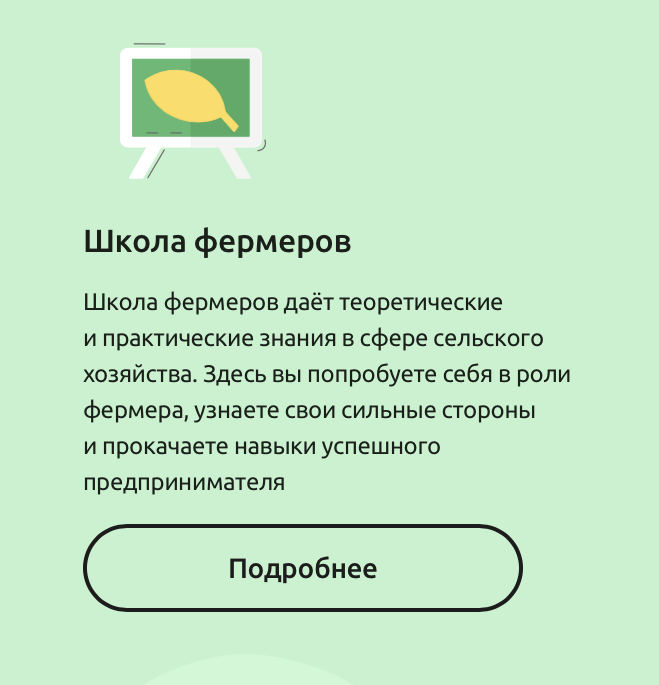 Школа фермеров
Школа фермеров даёт теоретические
и практические знания в сфере сельского
хозяйства. Здесь вы попробуете себя в роли
фермера, узнаете свои сильные стороны
и прокачаете навыки успешного
предпринимателя
Подробнее